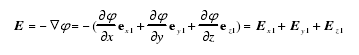 E = − ∇φ = − (∂φ/∂x e_x1 + ∂φ/∂y e_y1 + ∂φ/∂z e_z1) = E_x1 + E_y1 + E_z1